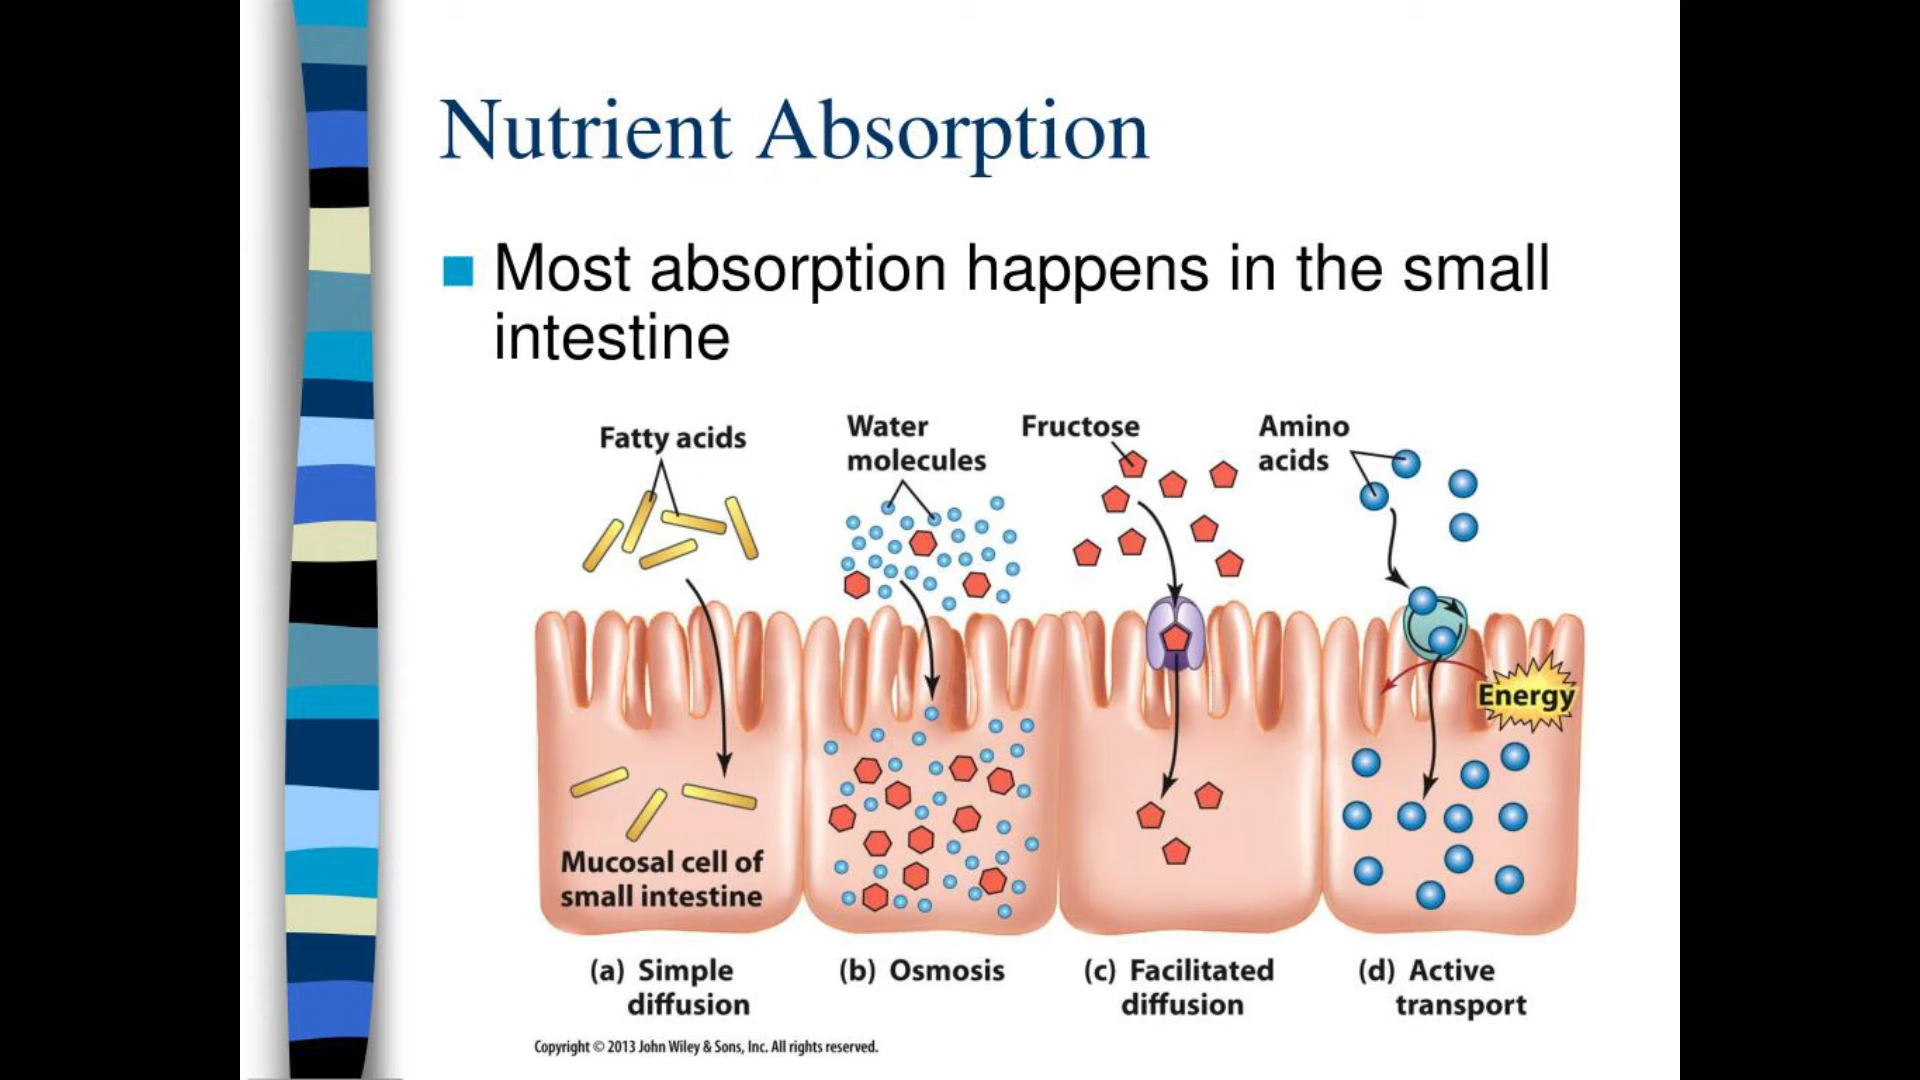 Nutrient Absorption
Most absorption happens in the small
intestine
Fatty acids
Water
molecules
Fructose
Amino
acids
Energy
Mucosal cell of
small intestine
(a) Simple
diffusion
(b) Osmosis
(c) Facilitated
diffusion
(d) Active
transport
Copyright © 2013 John Wiley & Sons, Inc. All rights reserved.